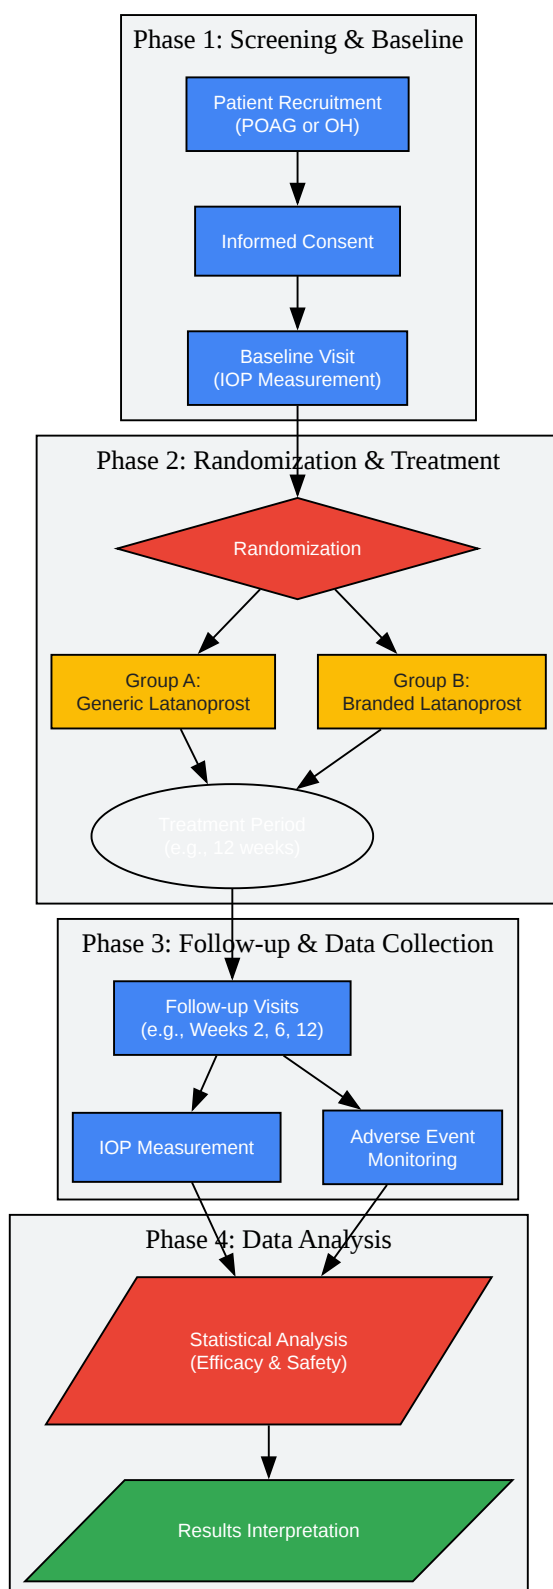 Phase 1: Screening & Baseline
Patient Recruitment
(POAG or OH)
Informed Consent
Baseline Visit
(IOP Measurement)
Phase 2: Randomization & Treatment
Randomization
Group A:
Generic Latanoprost
Group B:
Branded Latanoprost
Treatment Period
(e.g., 12 weeks)
Phase 3: Follow-up & Data Collection
Follow-up Visits
(e.g., Weeks 2, 6, 12)
IOP Measurement
Adverse Event
Monitoring
Phase 4: Data Analysis
Statistical Analysis
(Efficacy & Safety)
Results Interpretation